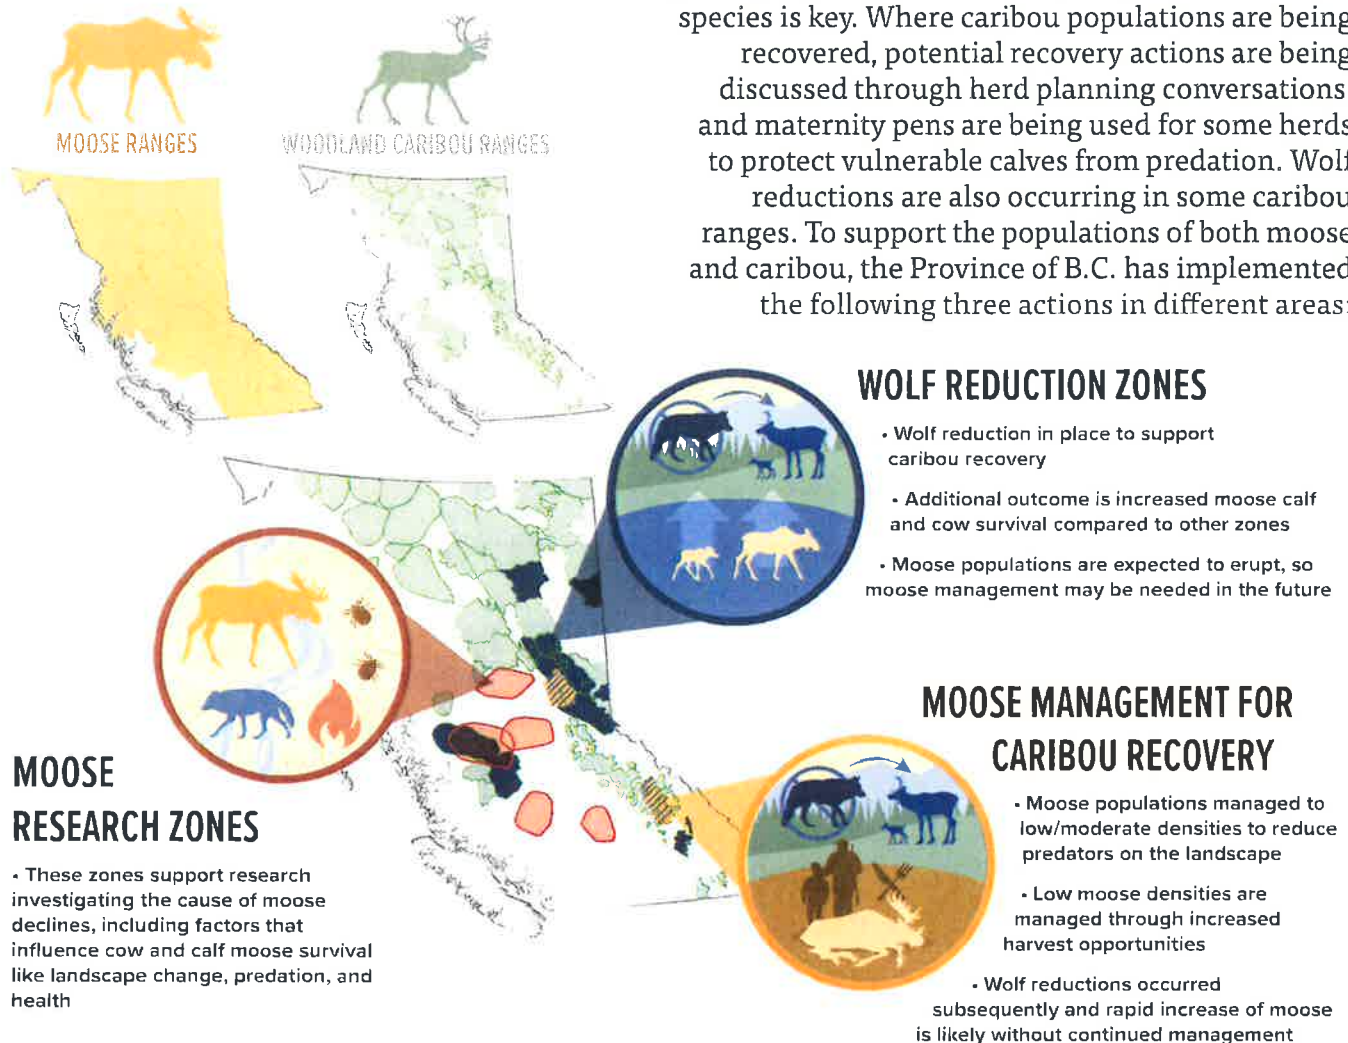 species is key. Where caribou populations are being
recovered, potential recovery actions are being
discussed through herd planning conversations
and maternity pens are being used for some herds
to protect vulnerable calves from predation. Wolf
reductions are also occurring in some caribou
ranges. To support the populations of both moose
and caribou, the Province of B.C. has implemented
the following three actions in different areas:
MOOSE RANGES
WOODLAND CARIBOU RANGES
WOLF REDUCTION ZONES
• Wolf reduction in place to support
caribou recovery
• Additional outcome is increased moose calf
and cow survival compared to other zones
• Moose populations are expected to erupt, so
moose management may be needed in the future
MOOSE MANAGEMENT FOR
CARIBOU RECOVERY
• Moose populations managed to
low/moderate densities to reduce
predators on the landscape
• Low moose densities are
managed through increased
harvest opportunities
• Wolf reductions occurred
subsequently and rapid increase of moose
is likely without continued management
MOOSE
RESEARCH ZONES
• These zones support research
investigating the cause of moose
declines, including factors that
influence cow and calf moose survival
like landscape change, predation, and
health